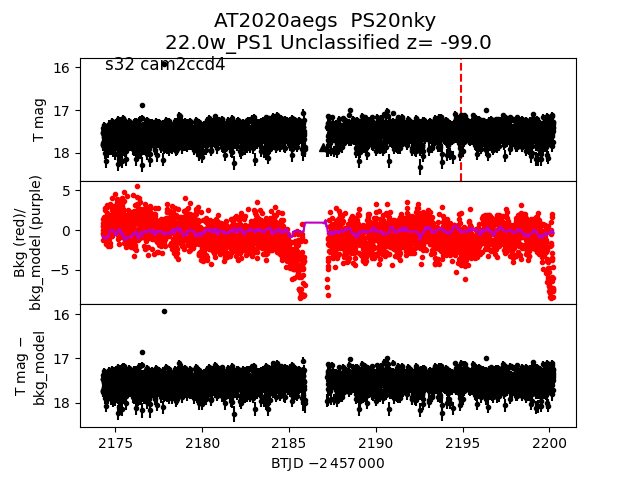 AT2020aegs  PS20nky
22.0w_PS1 Unclassified z= -99.0
s32 cam2ccd4
T mag
16
17
18
Bkg (red)/
bkg_model (purple)
5
0
−5
T mag −
bkg_model
16
17
18
2175 2180 2185 2190 2195 2200
BTJD −2 457 000